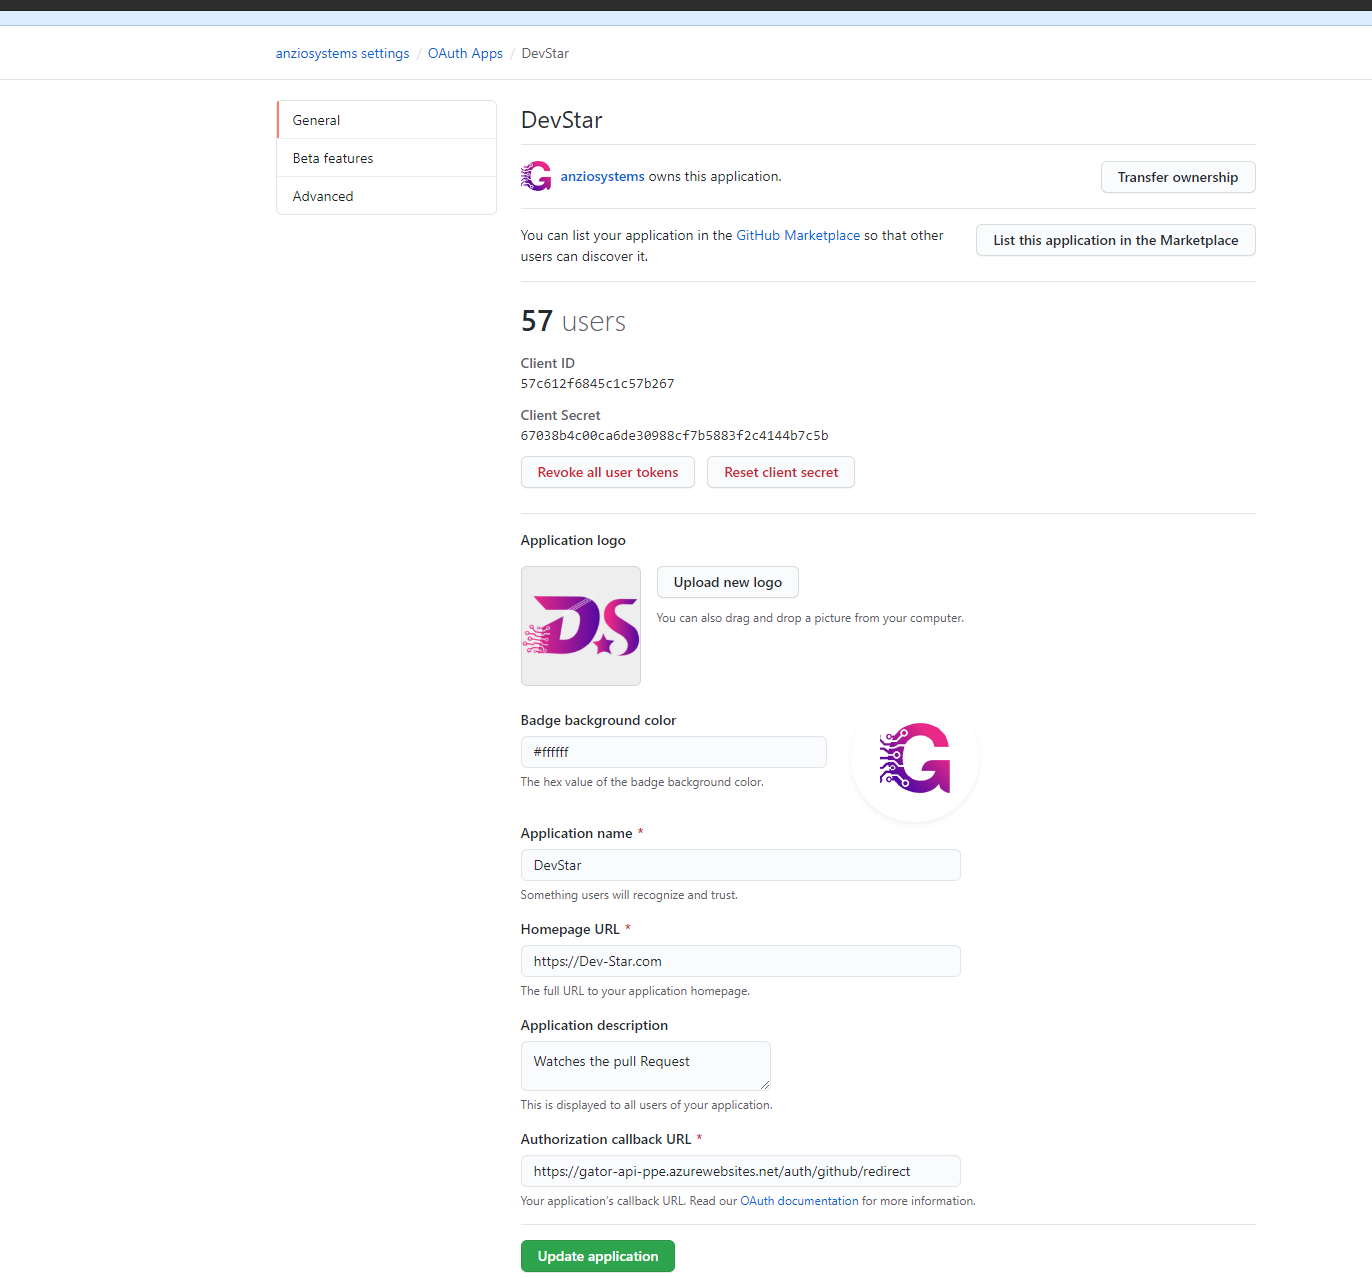 anziosystems settings / OAuth Apps / DevStar
General
Beta features
Advanced
DevStar
anziosystems owns this application.
Transfer ownership
You can list your application in the GitHub Marketplace so that other
users can discover it.
List this application in the Marketplace
57 users
Client ID
57c612f6845c1c57b267
Client Secret
67038b4c00ca6de30988cf7b5883f2c4144b7c5b
Revoke all user tokens
Reset client secret
Application logo
DS
Upload new logo
You can also drag and drop a picture from your computer.
Badge background color
#ffffff
The hex value of the badge background color.
G
Application name *
DevStar
Something users will recognize and trust.
Homepage URL *
https://Dev-Star.com
The full URL to your application homepage.
Application description
Watches the pull Request
This is displayed to all users of your application.
Authorization callback URL *
https://gator-api-ppe.azurewebsites.net/auth/github/redirect
Your application's callback URL. Read our OAuth documentation for more information.
Update application